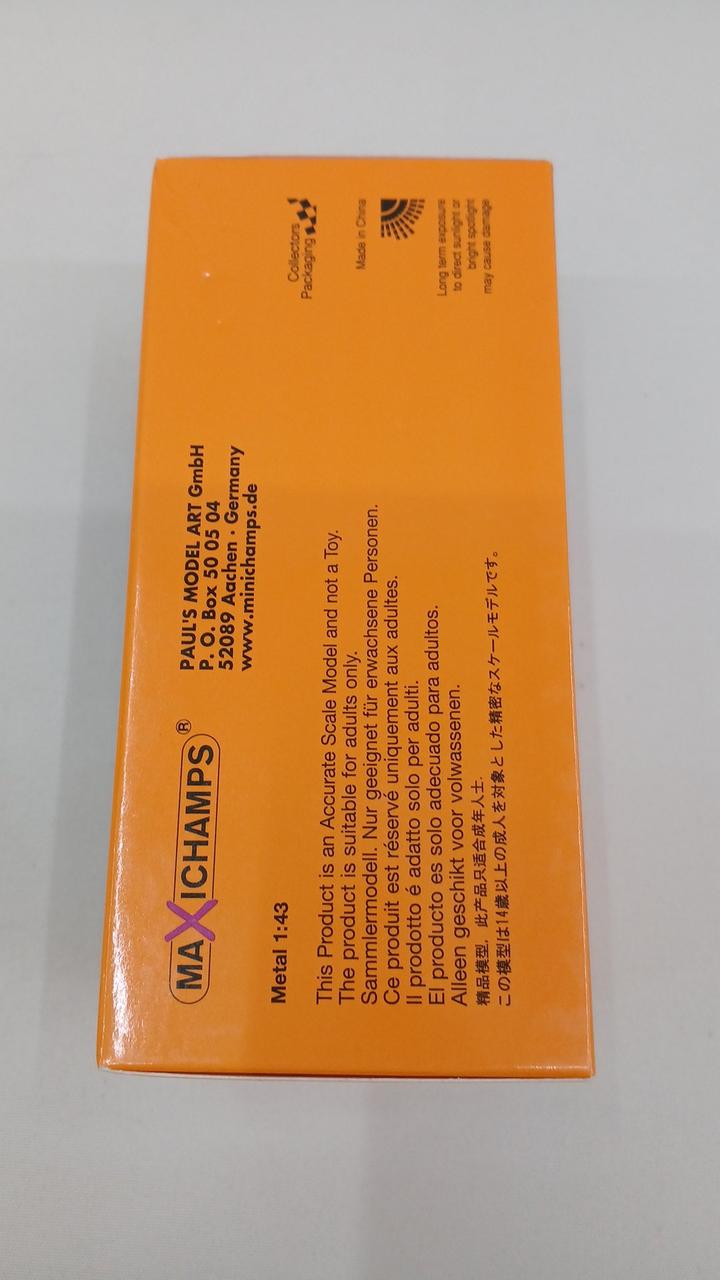 MAXICHAMPS®
PAUL'S MODEL ART GmbH
P. O. Box 50 05 04
52089 Aachen · Germany
www.minichamps.de
Metal 1:43
This Product is an Accurate Scale Model and not a Toy.
The product is suitable for adults only.
Sammlermodell. Nur geeignet für erwachsene Personen.
Ce produit est réservé uniquement aux adultes.
Il prodotto é adatto solo per adulti.
El producto es solo adecuado para adultos.
Alleen geschikt voor volwassenen.
精品模型，此产品只适合成年人士.
この模型は14歳以上の成人を対象とした精密なスケールモデルです。
Collectors
Packaging
Made in China
Long term exposure
to direct sunlight or
bright spotlight
may cause damage